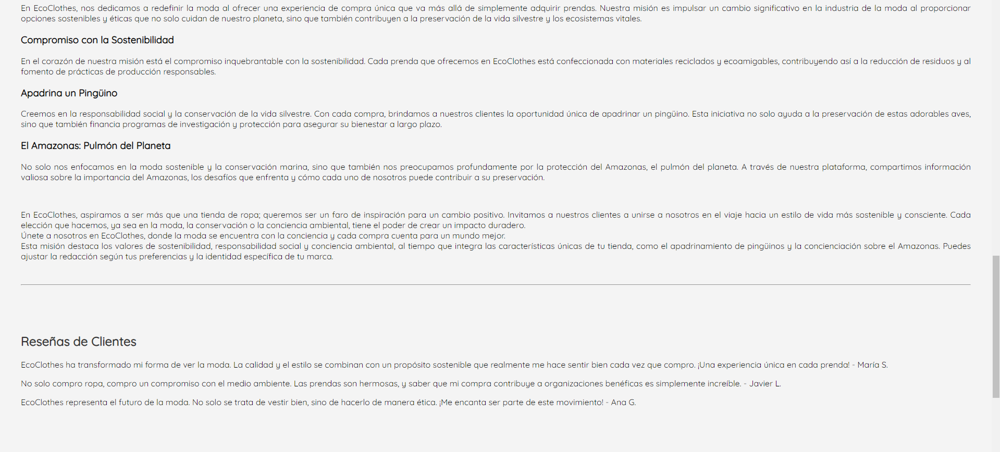 En EcoClothes, nos dedicamos a redefinir la moda al ofrecer una experiencia de compra única que va más allá de simplemente adquirir prendas. Nuestra misión es impulsar un cambio significativo en la industria de la moda al proporcionar
opciones sostenibles y éticas que no solo cuidan de nuestro planeta, sino que también contribuyen a la preservación de la vida silvestre y los ecosistemas vitales.
Compromiso con la Sostenibilidad
En el corazón de nuestra misión está el compromiso inquebrantable con la sostenibilidad. Cada prenda que ofrecemos en EcoClothes está confeccionada con materiales reciclados y ecoamigables, contribuyendo así a la reducción de residuos y al
fomento de prácticas de producción responsables.
Apadrina un Pingüino
Creemos en la responsabilidad social y la conservación de la vida silvestre. Con cada compra, brindamos a nuestros clientes la oportunidad única de apadrinar un pingüino. Esta iniciativa no solo ayuda a la preservación de estas adorables aves,
sino que también financia programas de investigación y protección para asegurar su bienestar a largo plazo.
El Amazonas: Pulmón del Planeta
No solo nos enfocamos en la moda sostenible y la conservación marina, sino que también nos preocupamos profundamente por la protección del Amazonas, el pulmón del planeta. A través de nuestra plataforma, compartimos información
valiosa sobre la importancia del Amazonas, los desafíos que enfrenta y cómo cada uno de nosotros puede contribuir a su preservación.
En EcoClothes, aspiramos a ser más que una tienda de ropa; queremos ser un faro de inspiración para un cambio positivo. Invitamos a nuestros clientes a unirse a nosotros en el viaje hacia un estilo de vida más sostenible y consciente. Cada
elección que hacemos, ya sea en la moda, la conservación o la conciencia ambiental, tiene el poder de crear un impacto duradero.
Únete a nosotros en EcoClothes, donde la moda se encuentra con la conciencia y cada compra cuenta para un mundo mejor.
Esta misión destaca los valores de sostenibilidad, responsabilidad social y conciencia ambiental, al tiempo que integra las características únicas de tu tienda, como el apadrinamiento de pingüinos y la concienciación sobre el Amazonas. Puedes
ajustar la redacción según tus preferencias y la identidad específica de tu marca.
Reseñas de Clientes
EcoClothes ha transformado mi forma de ver la moda. La calidad y el estilo se combinan con un propósito sostenible que realmente me hace sentir bien cada vez que compro. ¡Una experiencia única en cada prenda! - María S.
No solo compro ropa, compro un compromiso con el medio ambiente. Las prendas son hermosas, y saber que mi compra contribuye a organizaciones benéficas es simplemente increíble. - Javier L.
EcoClothes representa el futuro de la moda. No solo se trata de vestir bien, sino de hacerlo de manera ética. ¡Me encanta ser parte de este movimiento! - Ana G.